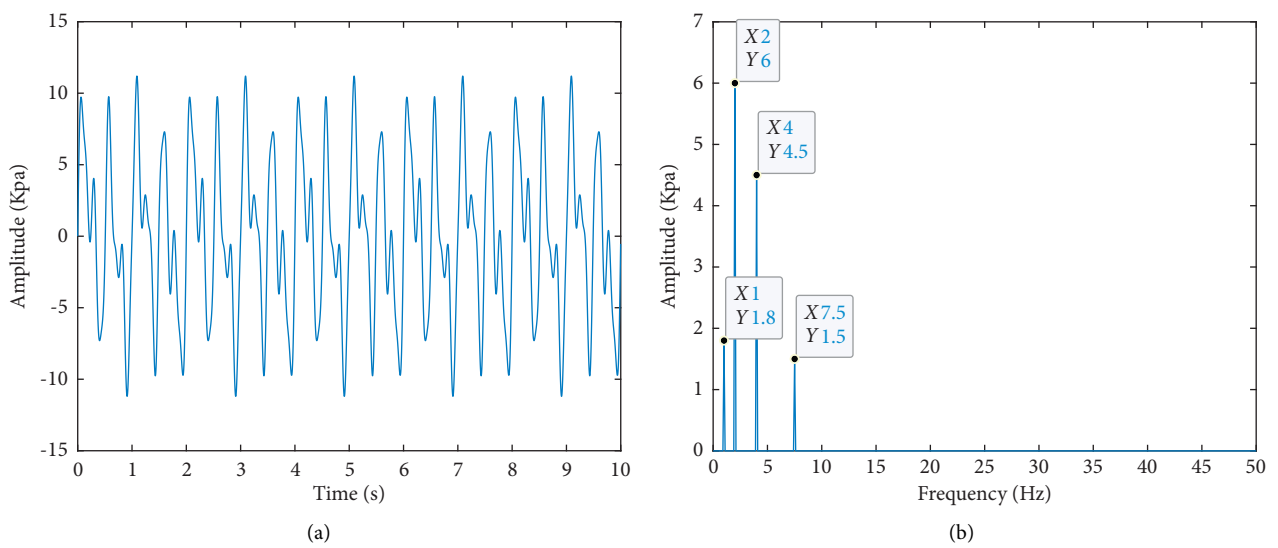 15
10
5
0
-5
-10
-15
Amplitude (Kpa)
0 1 2 3 4 5 6 7 8 9 10
Time (s)
(a)
7
6
5
4
3
2
1
0
Amplitude (Kpa)
X 2
Y 6
X 4
Y 4.5
X 1
Y 1.8
X 7.5
Y 1.5
0 5 10 15 20 25 30 35 40 45 50
Frequency (Hz)
(b)